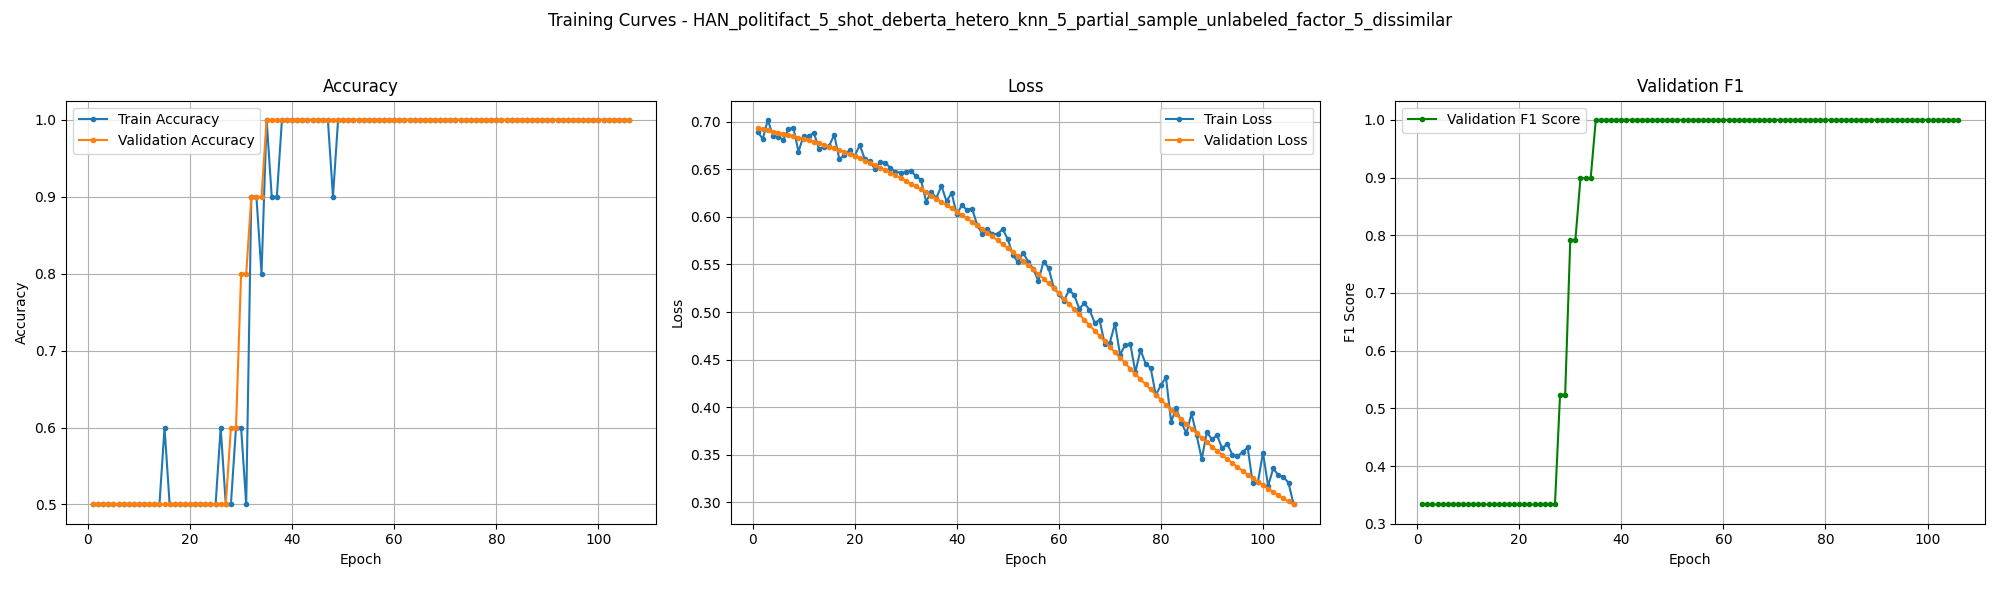 Training Curves - HAN_politifact_5_shot_deberta_hetero_knn_5_partial_sample_unlabeled_factor_5_dissimilar
Accuracy
Train Accuracy
Validation Accuracy
Accuracy
1.0
0.9
0.8
0.7
0.6
0.5
0 20 40 60 80 100
Epoch
Loss
Train Loss
Validation Loss
Loss
0.70
0.65
0.60
0.55
0.50
0.45
0.40
0.35
0.30
0 20 40 60 80 100
Epoch
Validation F1
Validation F1 Score
F1 Score
1.0
0.9
0.8
0.7
0.6
0.5
0.4
0.3
0 20 40 60 80 100
Epoch